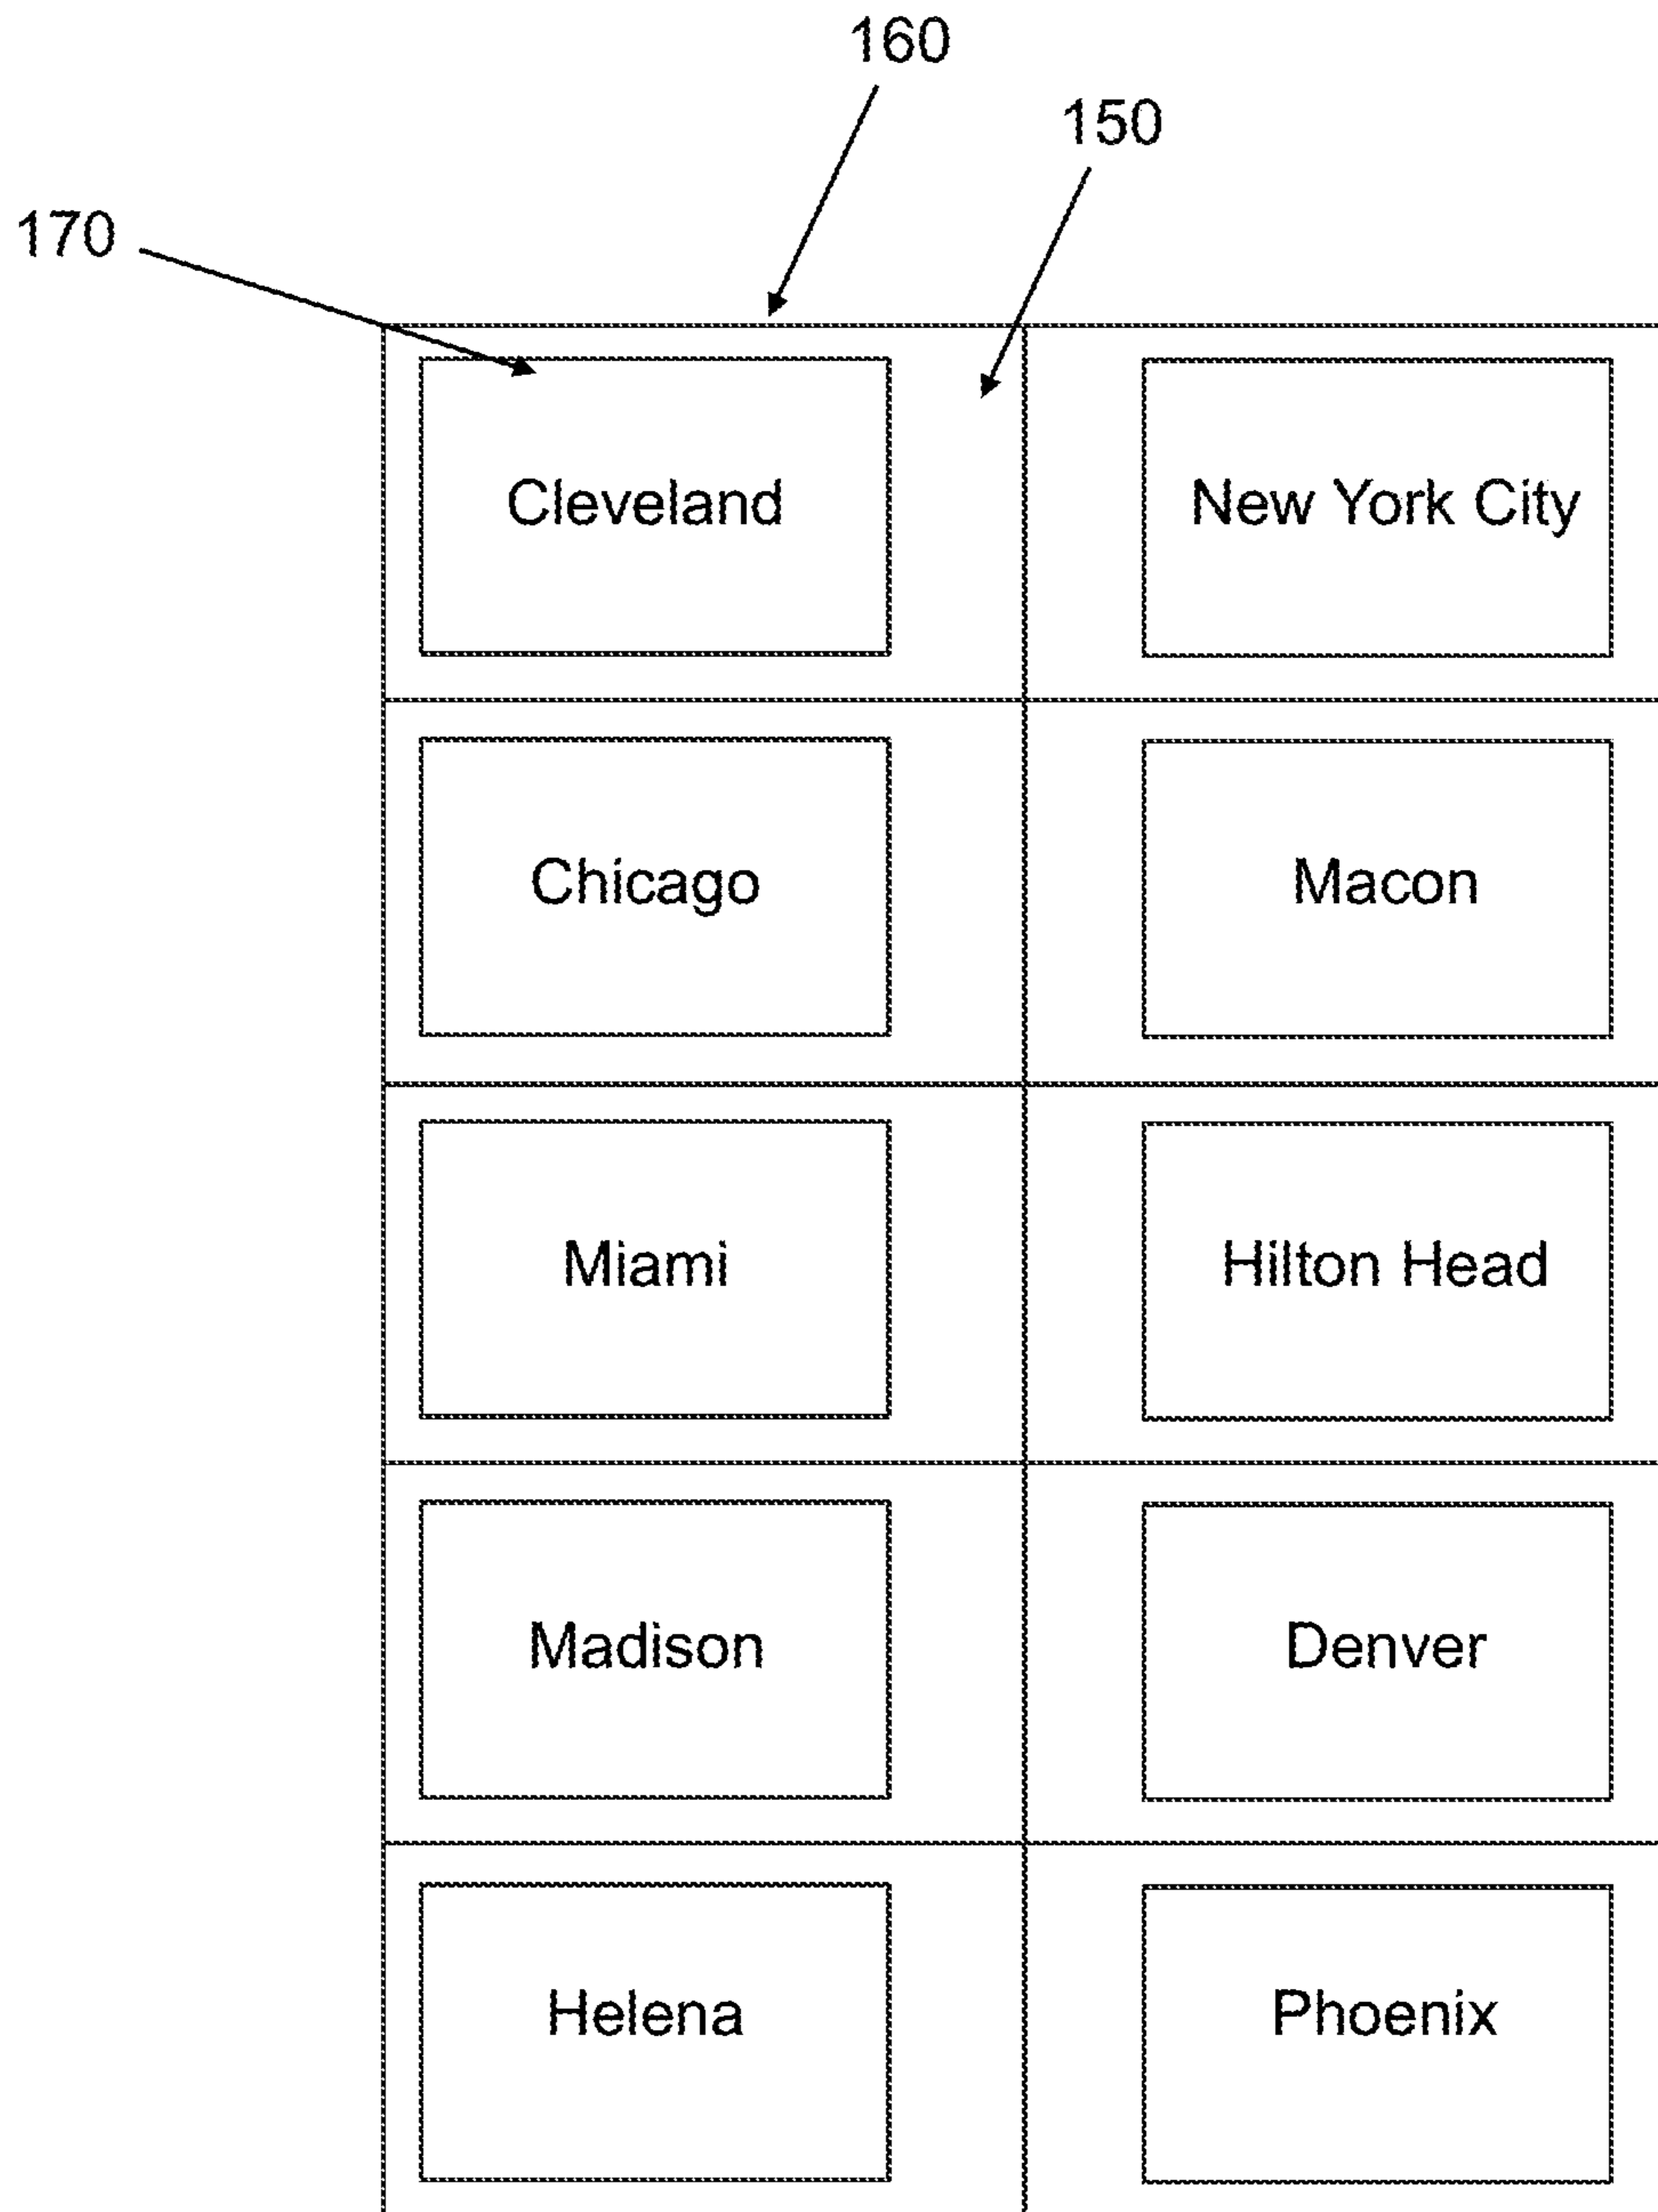 160
150
170
Cleveland
New York City
Chicago
Macon
Miami
Hilton Head
Madison
Denver
Helena
Phoenix